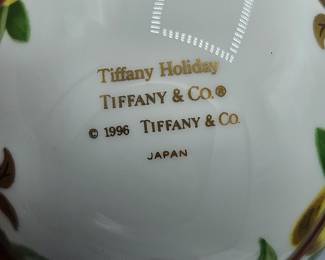 Tiffany Holiday
TIFFANY & CO.®
© 1996 TIFFANY & CO.
JAPAN